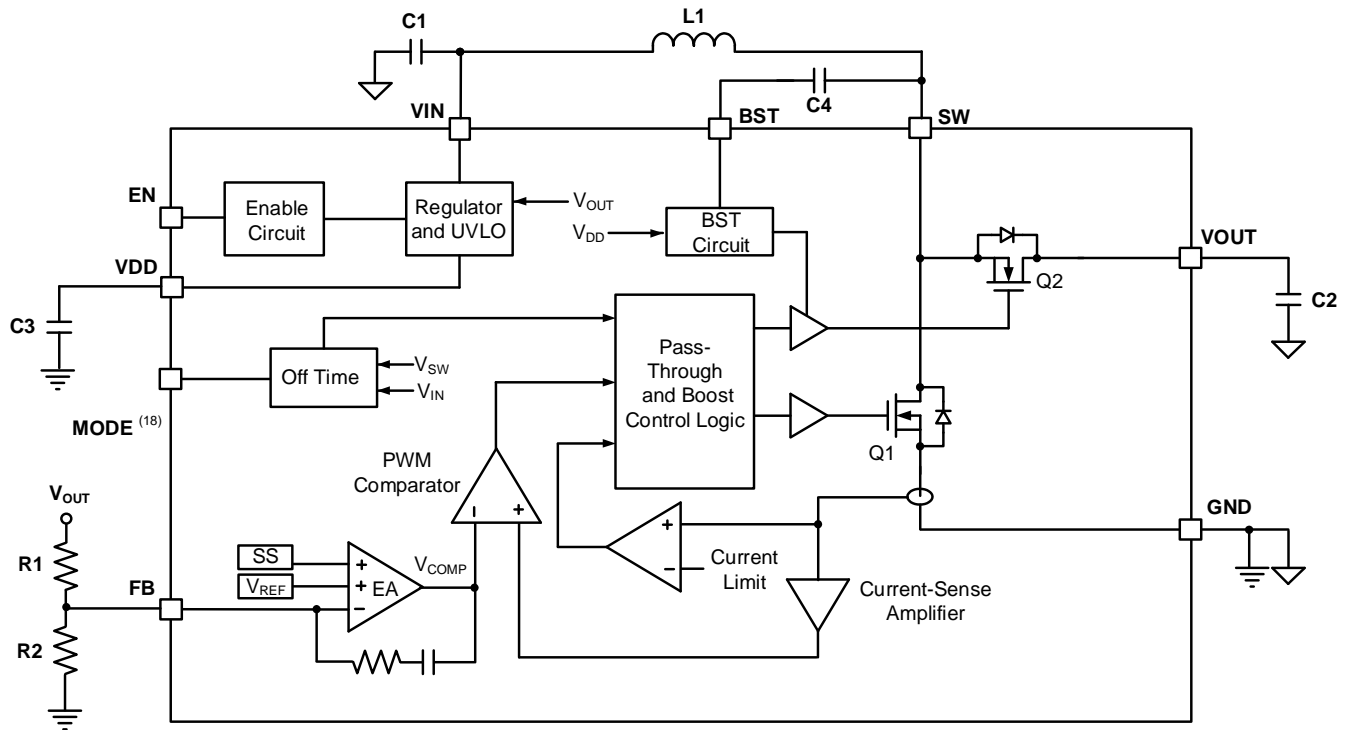 C1
L1
C4
VIN
BST
SW
EN
Enable
Circuit
Regulator
and UVLO
VOUT
VDD
BST
Circuit
VOUT
Q2
C2
VDD
C3
Off Time
VSW
VIN
MODE (18)
Pass-
Through
and Boost
Control Logic
Q1
PWM
Comparator
- +
VOUT
R1
FB
R2
SS
VREF
+
+
-
EA
VCOMP
+
-
Current
Limit
Current-Sense
Amplifier
GND